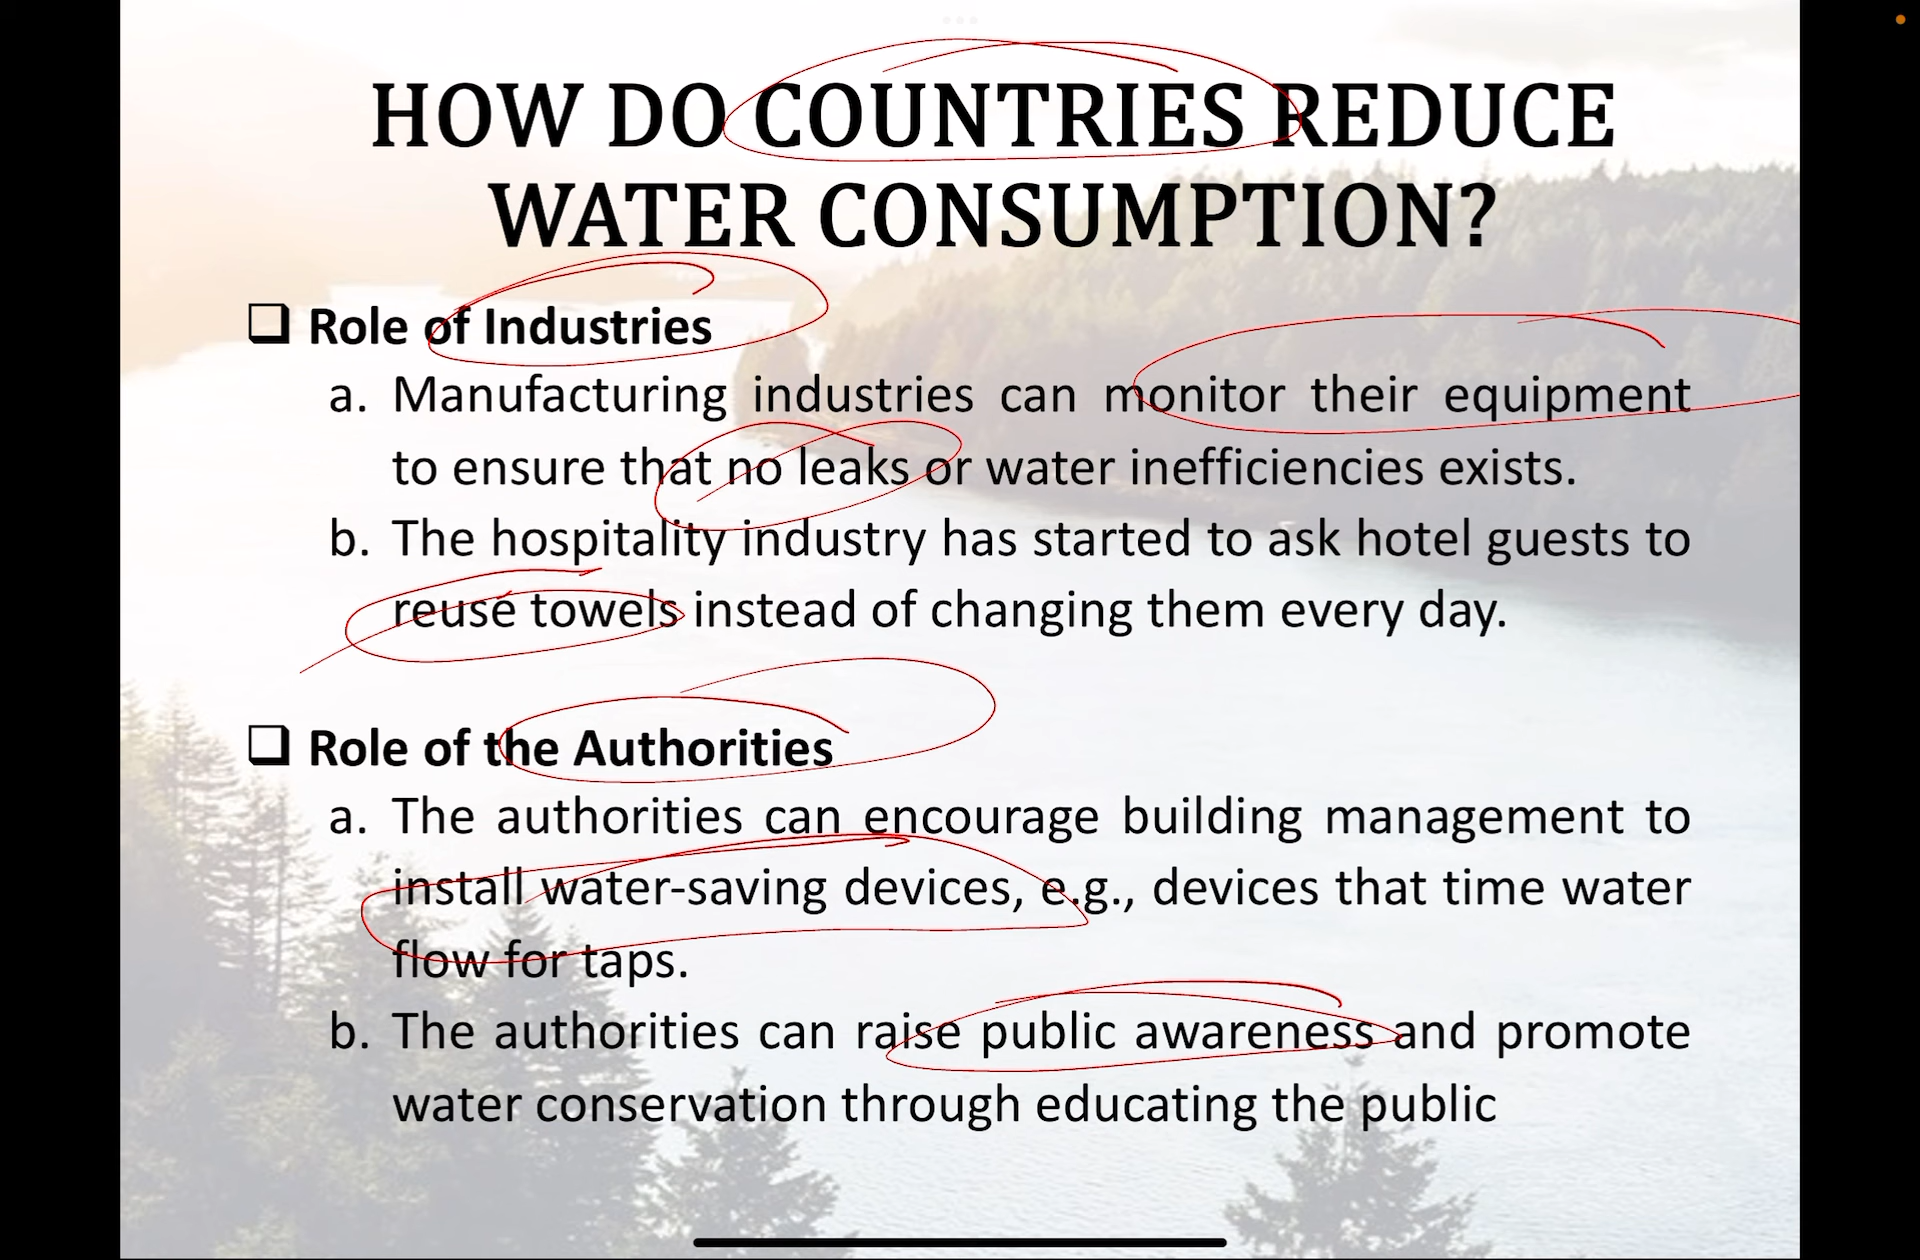 HOW DO COUNTRIES REDUCE
WATER CONSUMPTION?
❑ Role of Industries
a. Manufacturing industries can monitor their equipment
to ensure that no leaks or water inefficiencies exists.
b. The hospitality industry has started to ask hotel guests to
reuse towels instead of changing them every day.
❑ Role of the Authorities
a. The authorities can encourage building management to
install water-saving devices, e.g., devices that time water
flow for taps.
b. The authorities can raise public awareness and promote
water conservation through educating the public